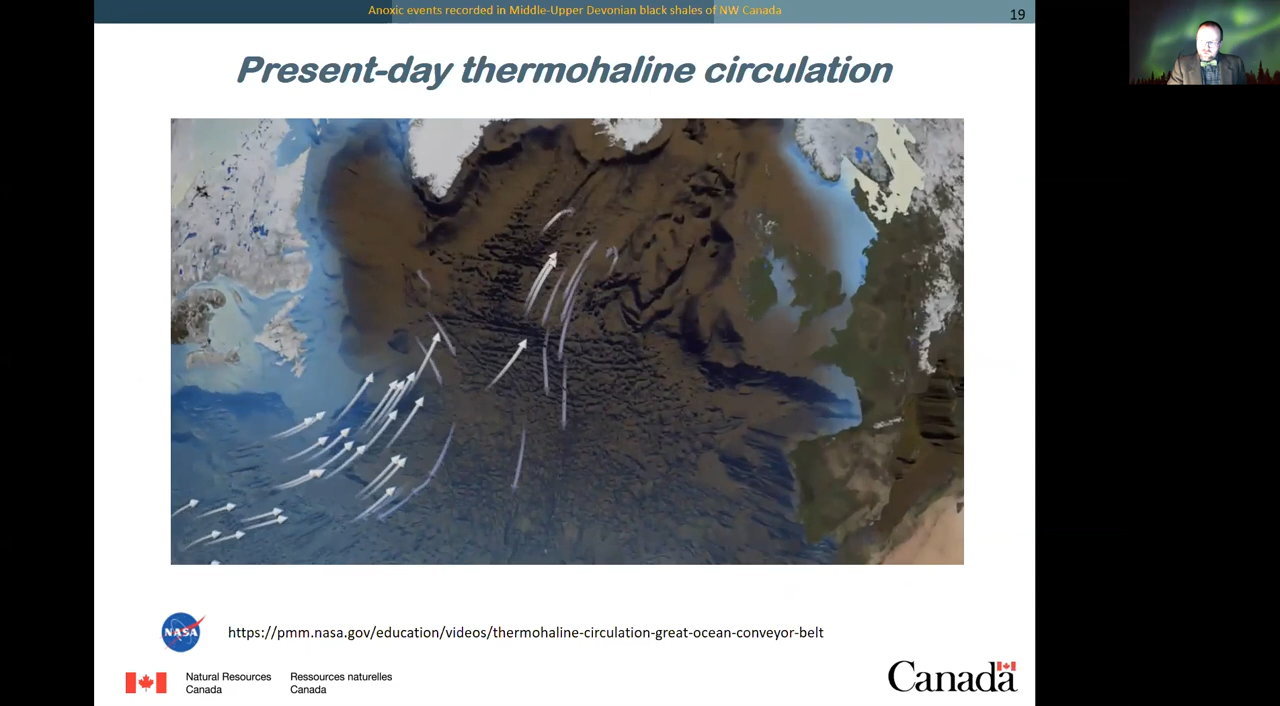 Anoxic events recorded in Middle-Upper Devonian black shales of NW Canada
19
Present-day thermohaline circulation
NASA
https://pmm.nasa.gov/education/videos/thermohaline-circulation-great-ocean-conveyor-belt
Natural Resources
Canada
Ressources naturelles
Canada
Canada